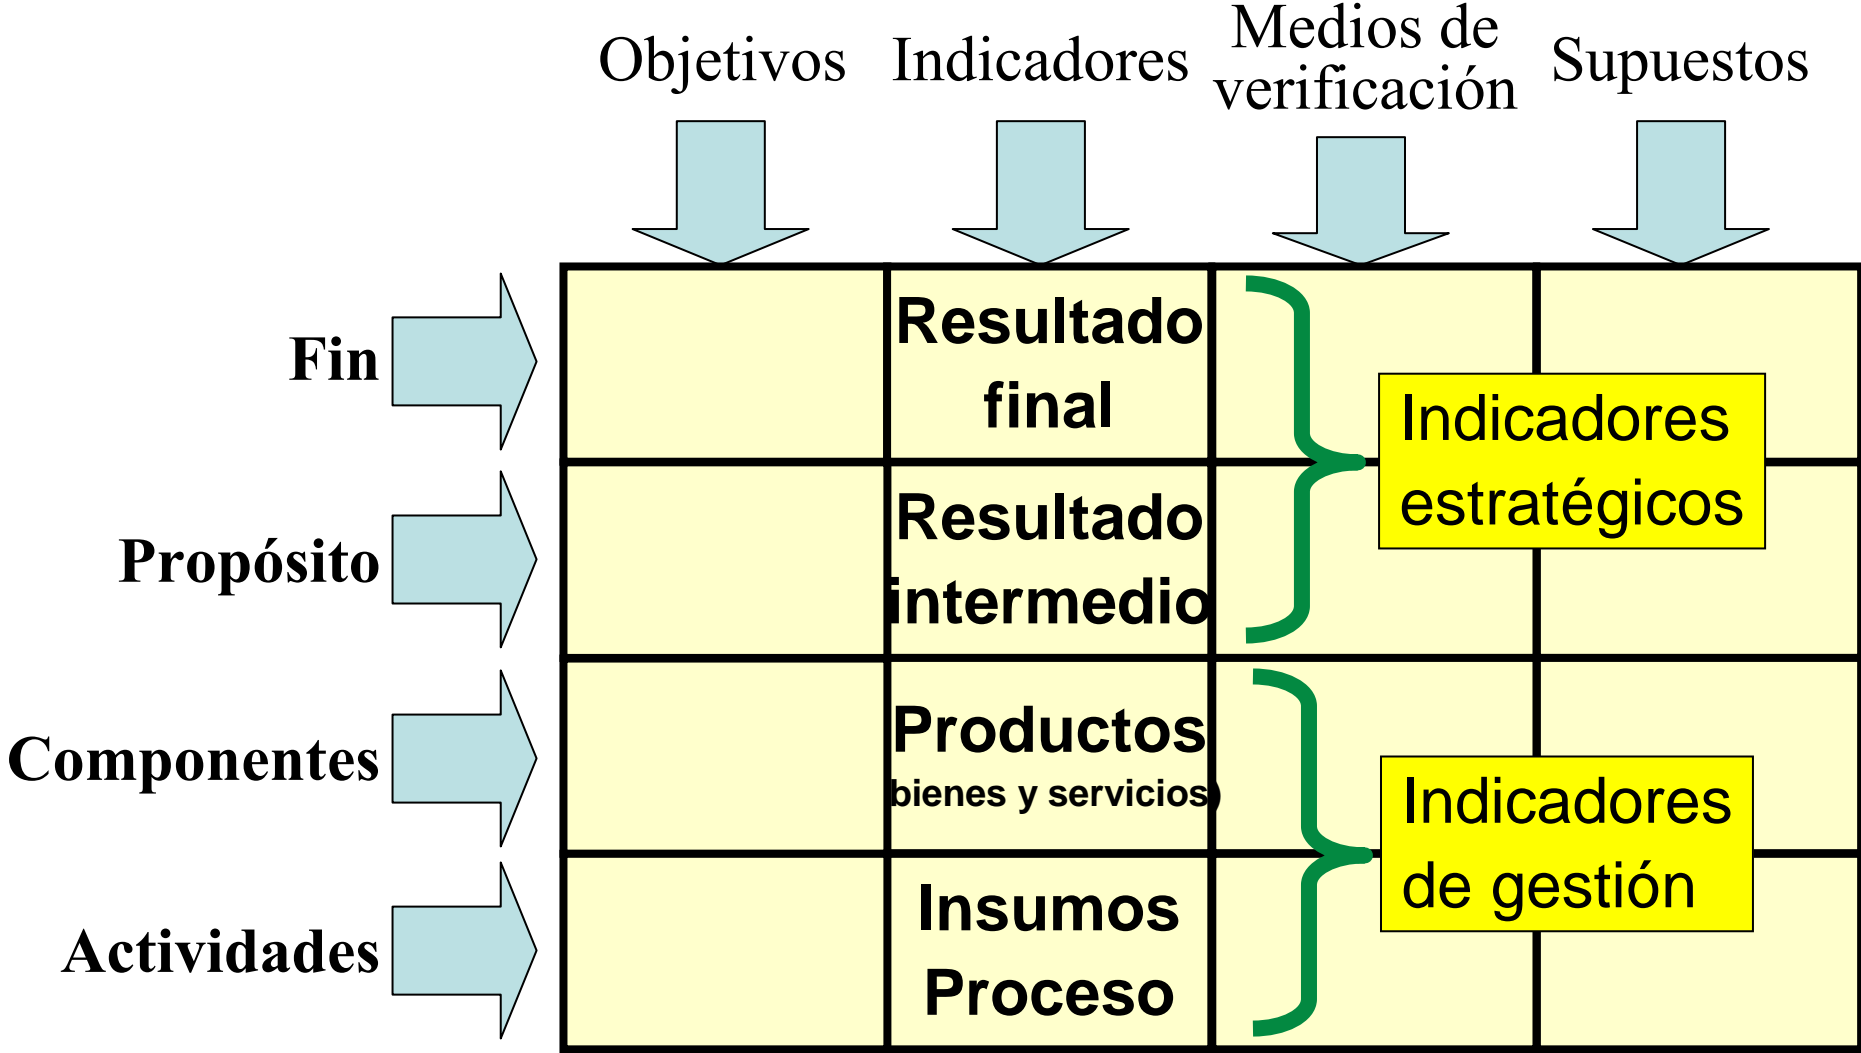 Objetivos
Indicadores
Medios de
verificación
Supuestos
Fin
Resultado
final
Indicadores
estratégicos
Propósito
Resultado
intermedio
Componentes
Productos
bienes y servicios)
Indicadores
de gestión
Actividades
Insumos
Proceso